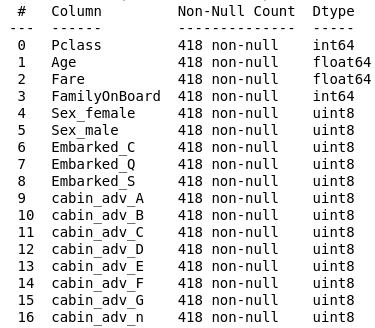 #   Column         Non-Null Count  Dtype
---  ------         --------------  -----
0   Pclass         418 non-null    int64
1   Age            418 non-null    float64
2   Fare           418 non-null    float64
3   FamilyOnBoard  418 non-null    int64
4   Sex_female     418 non-null    uint8
5   Sex_male       418 non-null    uint8
6   Embarked_C     418 non-null    uint8
7   Embarked_Q     418 non-null    uint8
8   Embarked_S     418 non-null    uint8
9   cabin_adv_A    418 non-null    uint8
10  cabin_adv_B    418 non-null    uint8
11  cabin_adv_C    418 non-null    uint8
12  cabin_adv_D    418 non-null    uint8
13  cabin_adv_E    418 non-null    uint8
14  cabin_adv_F    418 non-null    uint8
15  cabin_adv_G    418 non-null    uint8
16  cabin_adv_n    418 non-null    uint8